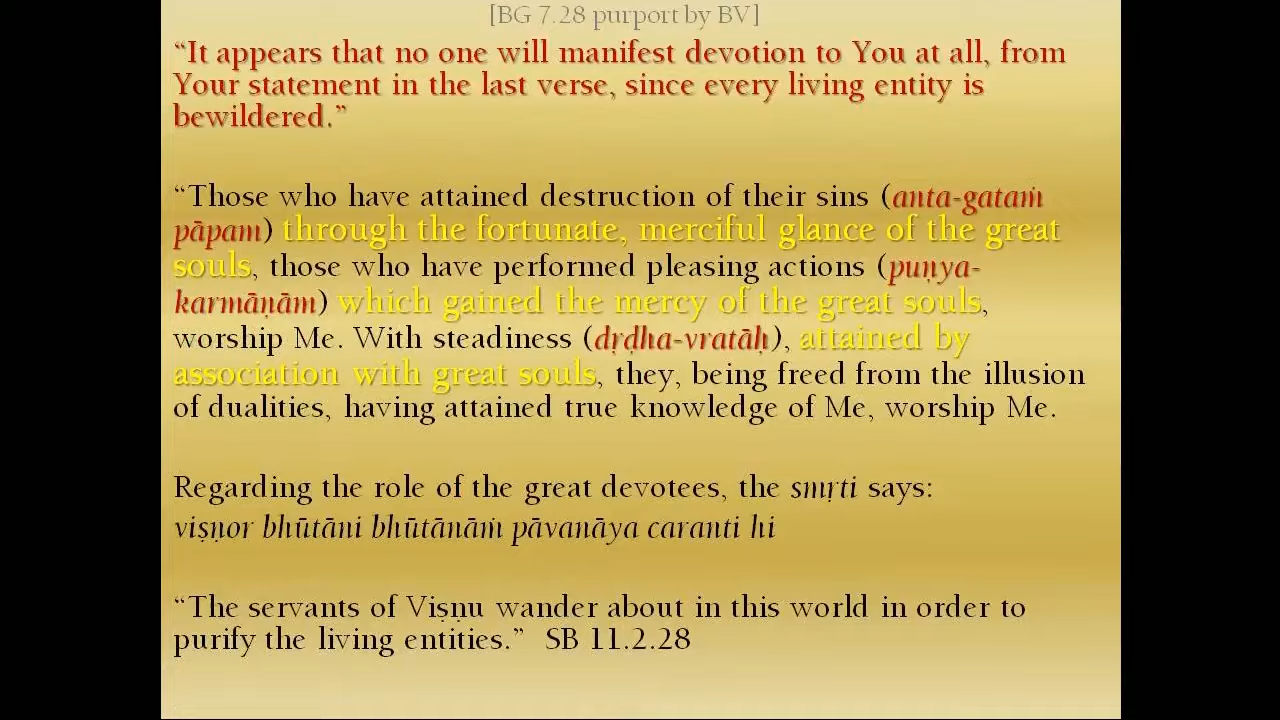 [BG 7.28 purport by BV]
“It appears that no one will manifest devotion to You at all, from
Your statement in the last verse, since every living entity is
bewildered.”
“Those who have attained destruction of their sins (anta-gataṁ
pāpam) through the fortunate, merciful glance of the great
souls, those who have performed pleasing actions (puṇya-
karmāṇām) which gained the mercy of the great souls,
worship Me. With steadiness (dṛḍha-vratāḥ), attained by
association with great souls, they, being freed from the illusion
of dualities, having attained true knowledge of Me, worship Me.
Regarding the role of the great devotees, the smṛti says:
viṣṇor bhūtāni bhūtānāṁ pāvanāya caranti hi
“The servants of Viṣṇu wander about in this world in order to
purify the living entities.” SB 11.2.28